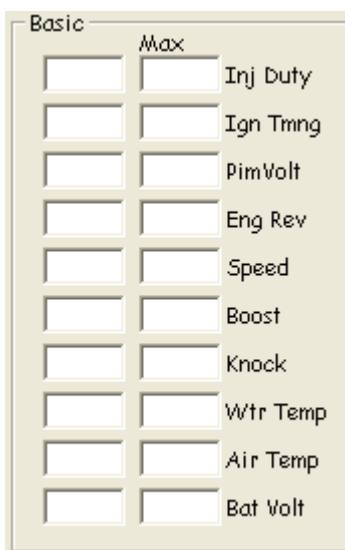 Basic
Max
Inj Duty
Ign Tmng
PimVolt
Eng Rev
Speed
Boost
Knock
Wtr Temp
Air Temp
Bat Volt